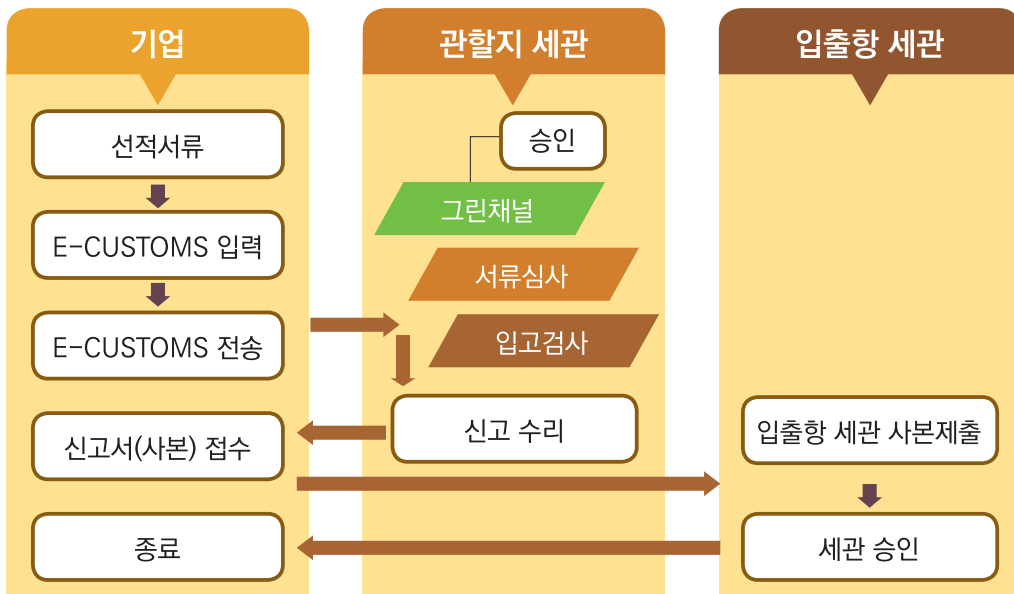 기업
선적서류
E-CUSTOMS 입력
E-CUSTOMS 전송
신고서(사본) 접수
종료
관할지 세관
승인
그린채널
서류심사
입고검사
신고 수리
입출항 세관
입출항 세관 사본제출
세관 승인